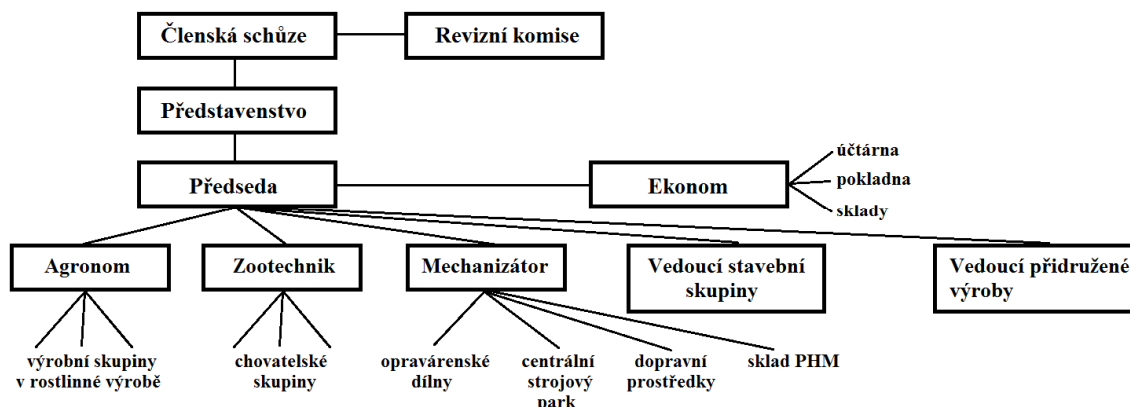 Členská schůze
Revizní komise
Představenstvo
Předseda
Ekonom
účtárna
pokladna
sklady
Agronom
Zootechnik
Mechanizátor
Vedoucí stavební
skupiny
Vedoucí přidružené
výroby
výrobní skupiny
v rostlinné výrobě
chovatelské
skupiny
opravárenské
dílny
centrální
strojový
park
dopravní
prostředky
sklad PHM